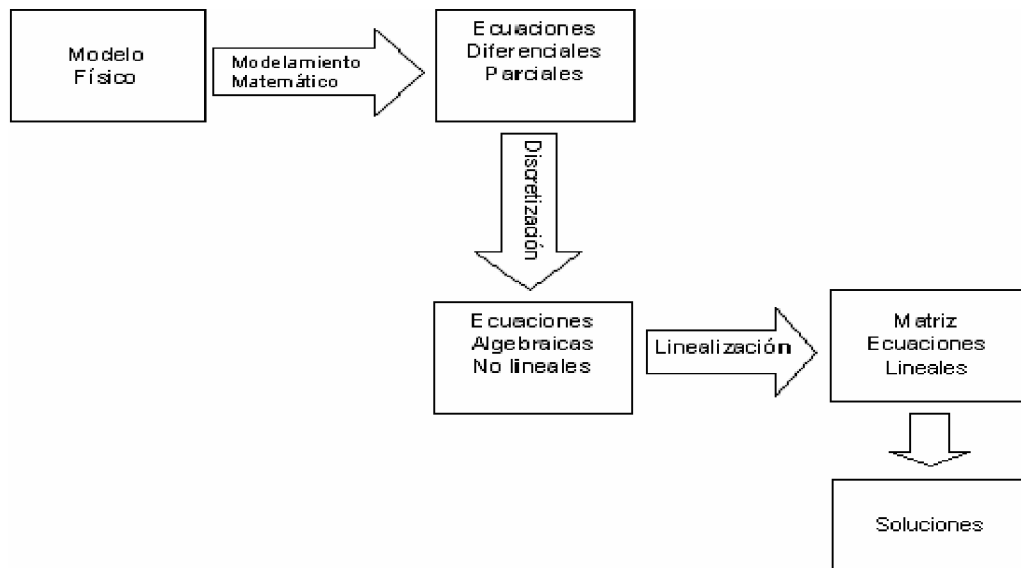 Modelo
Físico
Modelamiento
Matemático
Ecuaciones
Diferenciales
Parciales
Discretización
Ecuaciones
Algebraicas
No lineales
Linealización
Matriz
Ecuaciones
Lineales
Soluciones